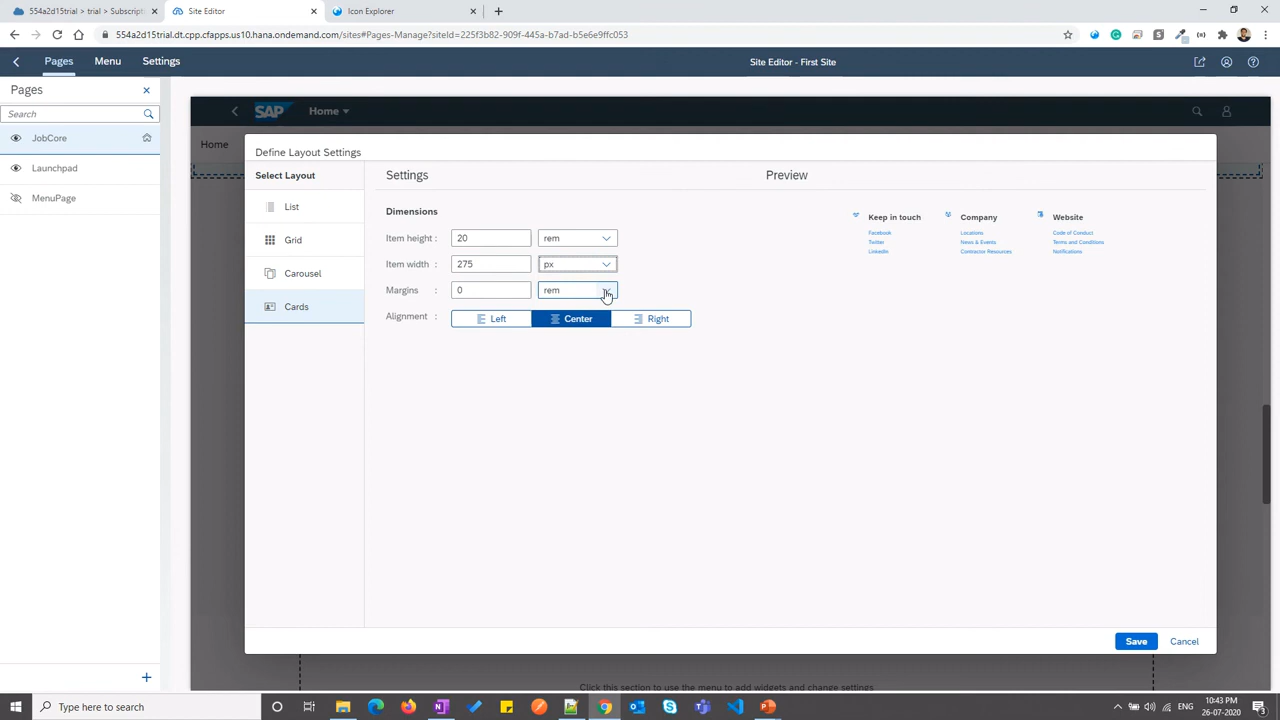 554a2d15trial > trial > Subscripti
Site Editor
Icon Explorer
554a2d15trial.dt.cpp.cfapps.us10.hana.ondemand.com/sites#Pages-Manage?siteId=225f3b82-909f-445a-b7ad-b5e6e9ffc053
Pages
Menu
Settings
Site Editor - First Site
Pages
Search
JobCore
Launchpad
MenuPage
SAP
Home
Home
Define Layout Settings
Select Layout
List
Grid
Carousel
Cards
Settings
Dimensions
Item height :
20
rem
Item width :
275
px
Margins :
0
rem
Alignment :
Left
Center
Right
Preview
Keep in touch
Facebook
Twitter
LinkedIn
Company
Locations
News & Events
Contractor Resources
Website
Code of Conduct
Terms and Conditions
Notifications
Save
Cancel
Click this section to use the menu to add widgets and change settings
Type here to search
ENG
10:43 PM
26-07-2020
3